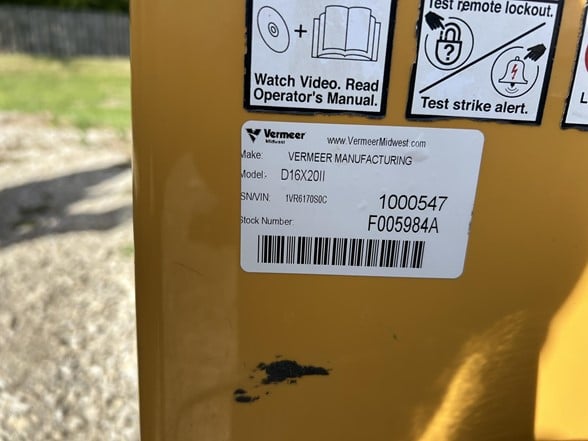 Test remote lockout.
Watch Video. Read
Operator's Manual.
Test strike alert.
Vermeer
Midwest
www.VermeerMidwest.com
Make: VERMEER MANUFACTURING
Model: D16X20II
SN/VIN: 1VR6170S0C 1000547
Stock Number: F005984A